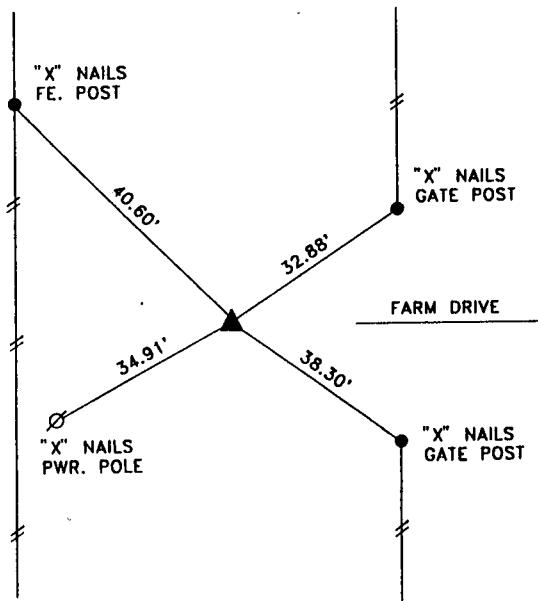 "X" NAILS
FE. POST
"X" NAILS
GATE POST
40.60'
32.88'
FARM DRIVE
34.91'
38.30'
"X" NAILS
PWR. POLE
"X" NAILS
GATE POST